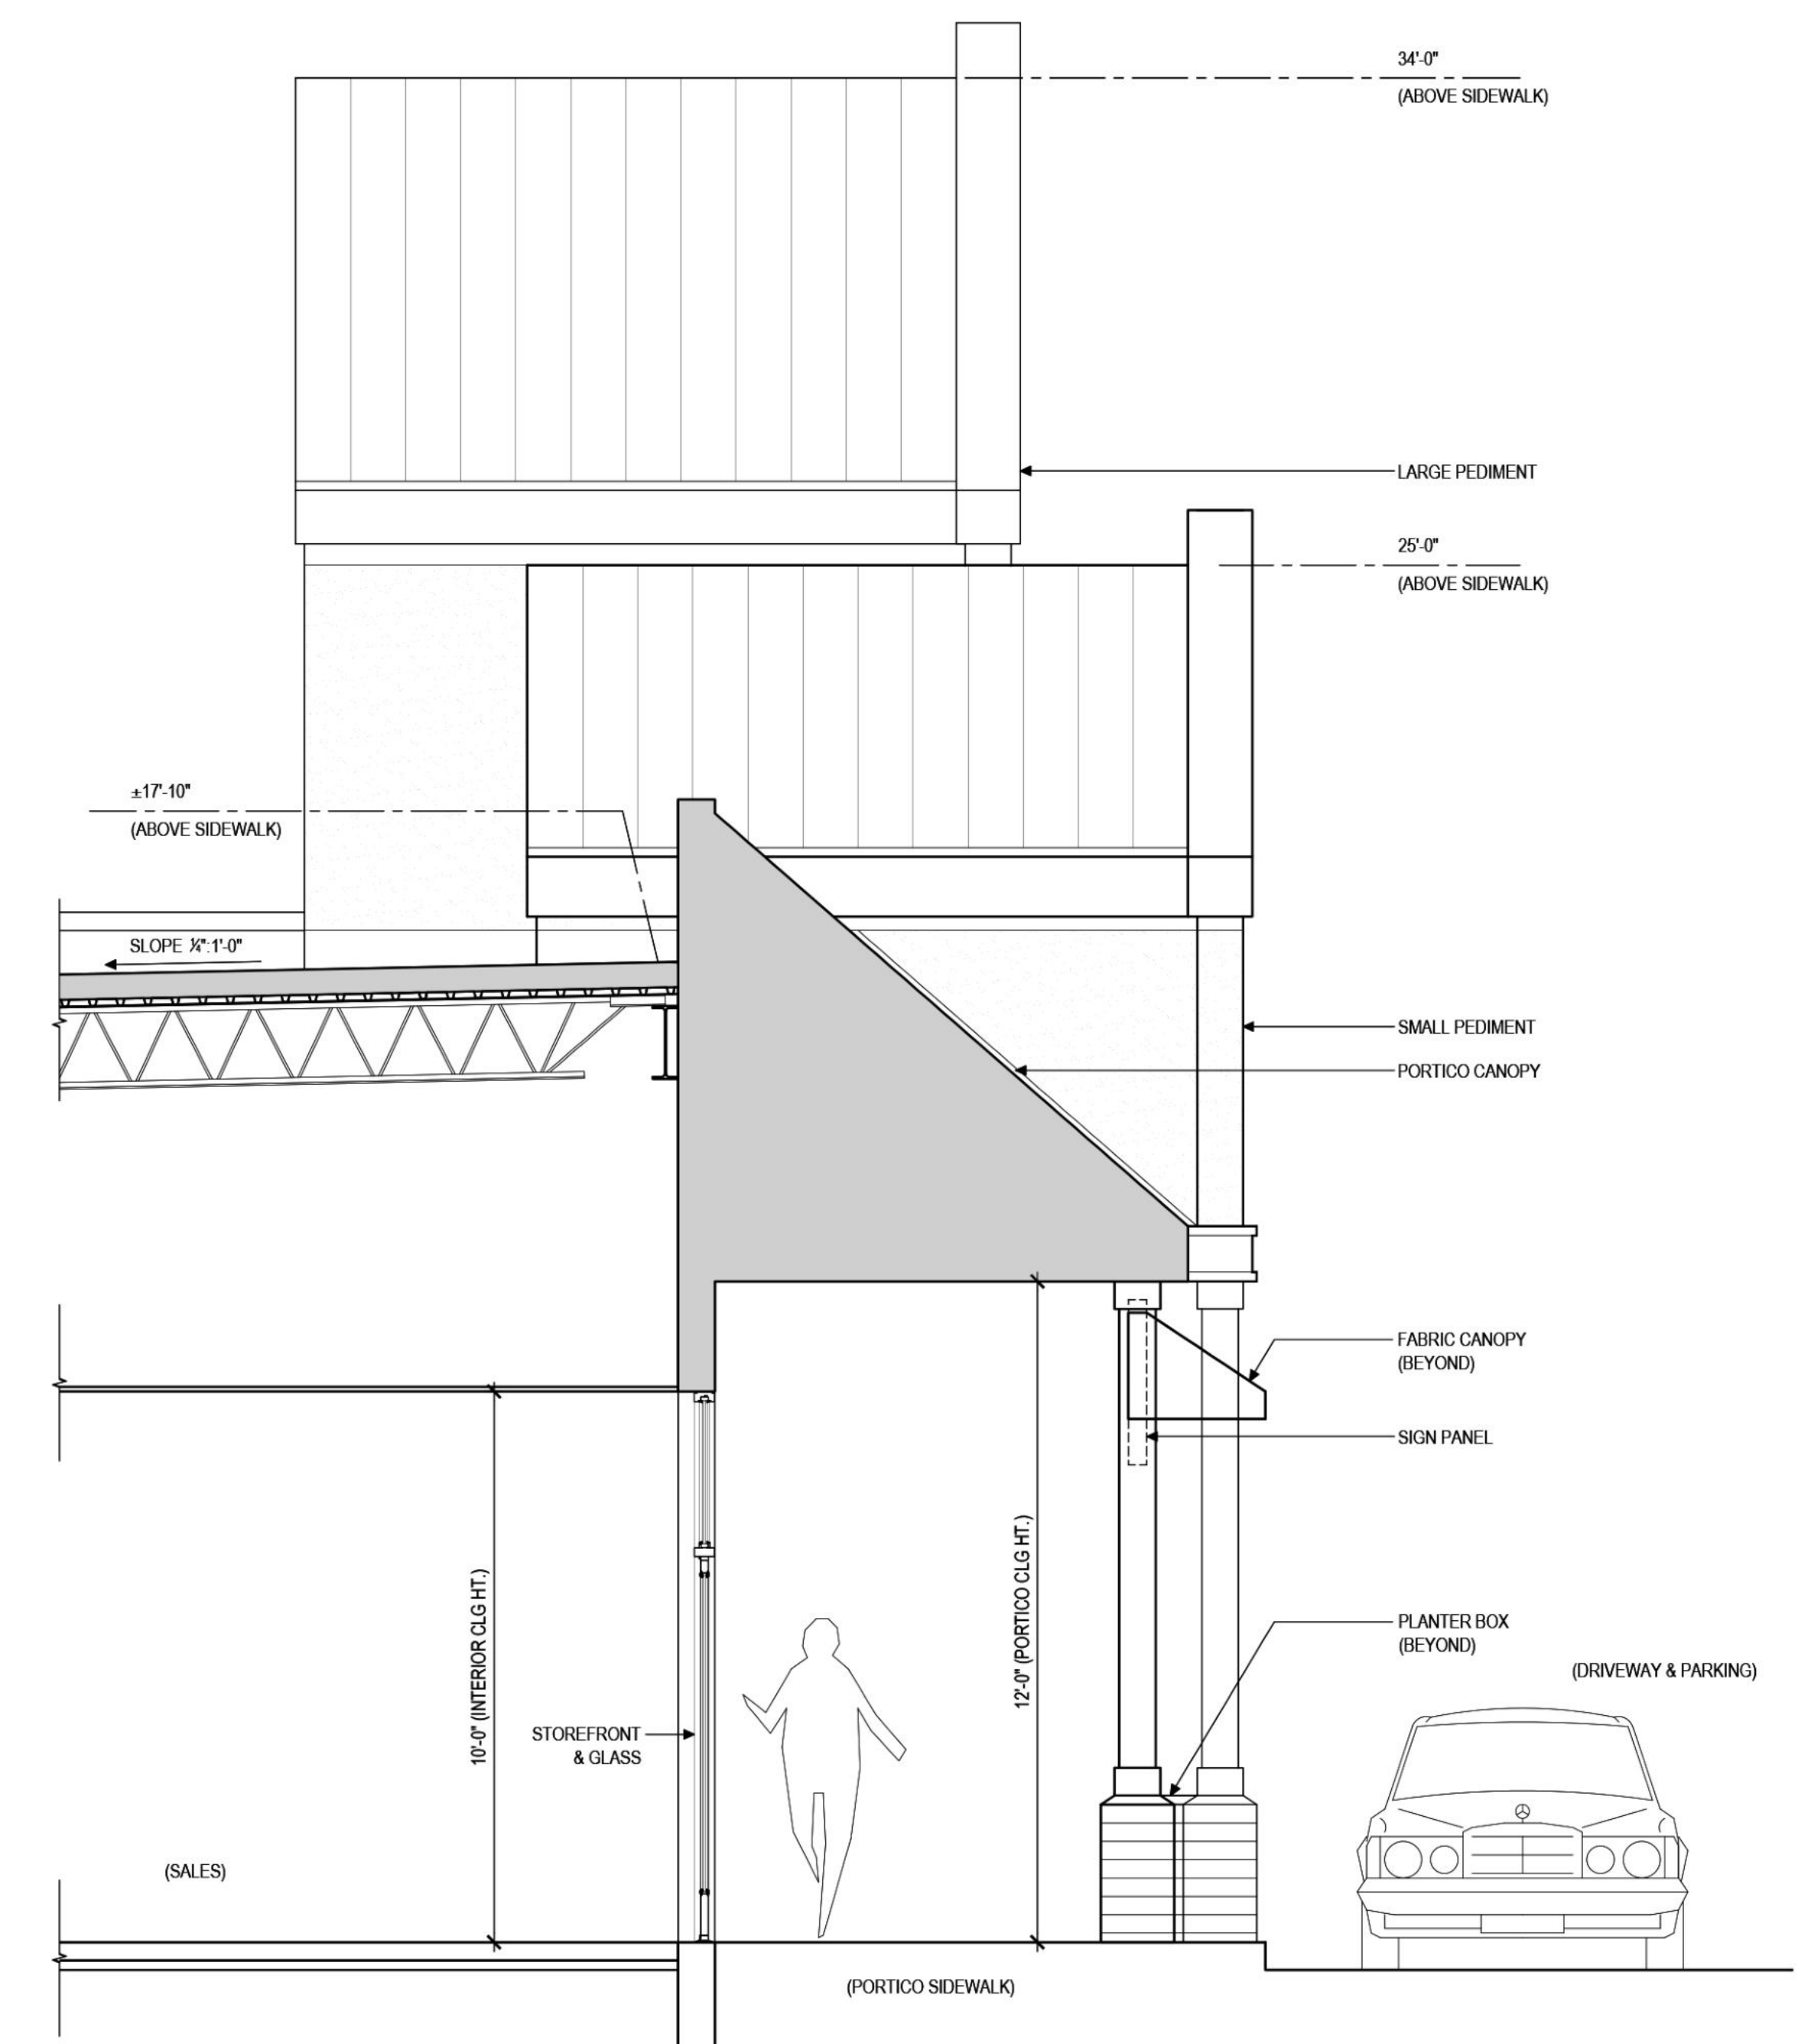 34'-0"
(ABOVE SIDEWALK)
LARGE PEDIMENT
25'-0"
(ABOVE SIDEWALK)
±17'-10"
(ABOVE SIDEWALK)
SLOPE ¼":1'-0"
SMALL PEDIMENT
PORTICO CANOPY
FABRIC CANOPY
(BEYOND)
SIGN PANEL
10'-0" (INTERIOR CLG HT.)
12'-0" (PORTICO CLG HT.)
PLANTER BOX
(BEYOND)
(DRIVEWAY & PARKING)
STOREFRONT
& GLASS
(SALES)
(PORTICO SIDEWALK)